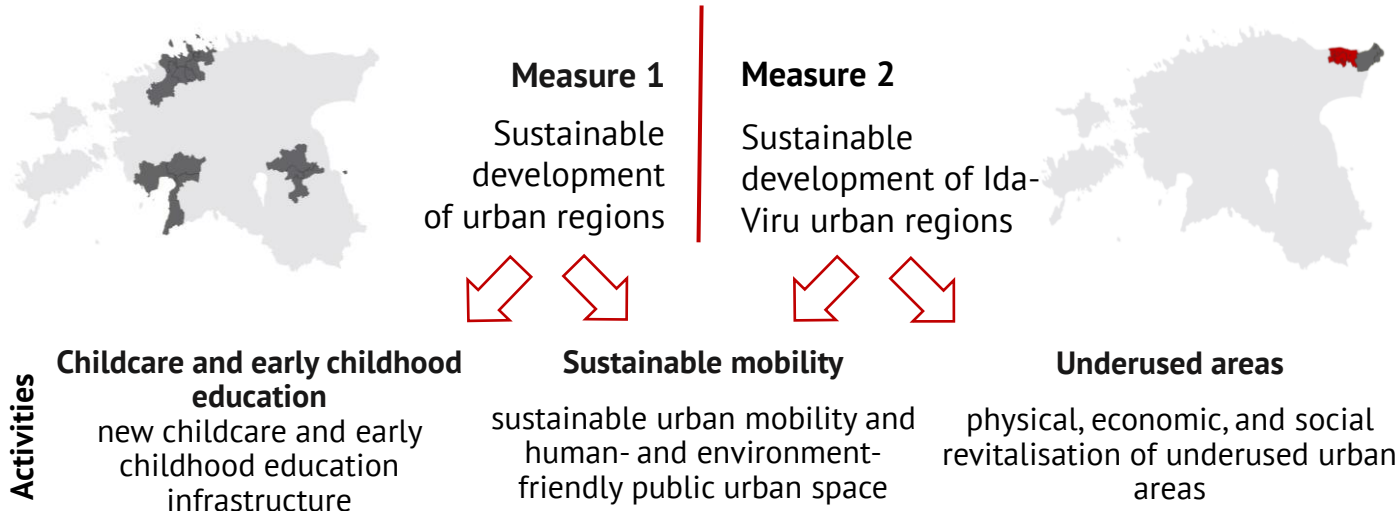 Measure 1
Sustainable
development
of urban regions
Measure 2
Sustainable
development of Ida-
Viru urban regions
Activities
Childcare and early childhood
education
new childcare and early
childhood education
infrastructure
Sustainable mobility
sustainable urban mobility and
human- and environment-
friendly public urban space
Underused areas
physical, economic, and social
revitalisation of underused urban
areas